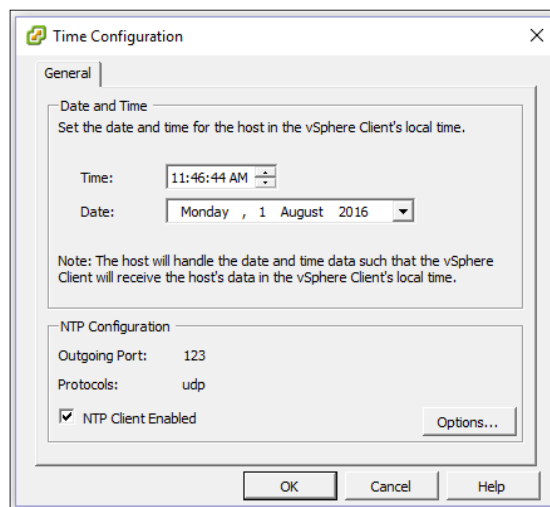 Time Configuration
General
Date and Time
Set the date and time for the host in the vSphere Client's local time.
Time: 11:46:44 AM
Date: Monday , 1 August 2016
Note: The host will handle the date and time data such that the vSphere
Client will receive the host's data in the vSphere Client's local time.
NTP Configuration
Outgoing Port: 123
Protocols: udp
NTP Client Enabled Options...
OK Cancel Help